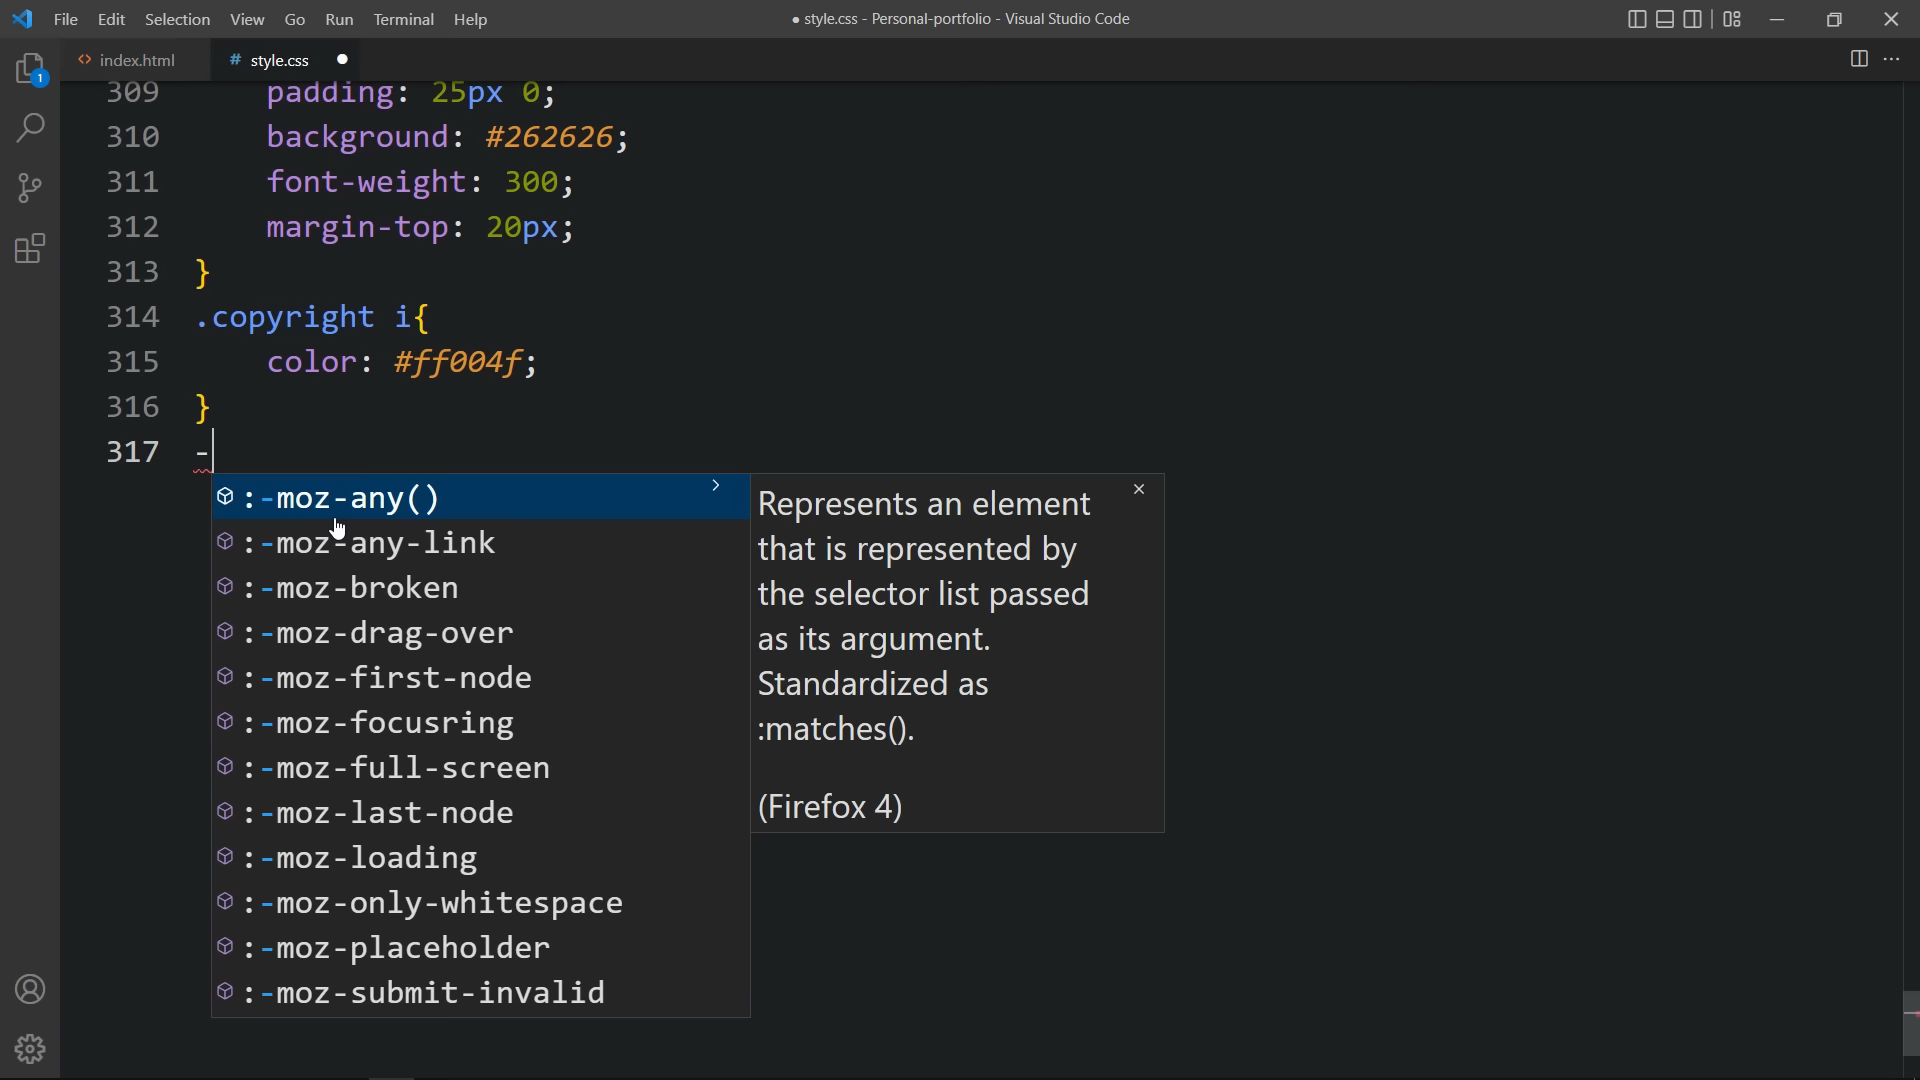 File Edit Selection View Go Run Terminal Help
● style.css - Personal-portfolio - Visual Studio Code
<> index.html
# style.css ●
1
309 padding: 25px 0;
310 background: #262626;
311 font-weight: 300;
312 margin-top: 20px;
313 }
314 .copyright i{
315 color: #ff004f;
316 }
317 -
:-moz-any()
:-moz-any-link
:-moz-broken
:-moz-drag-over
:-moz-first-node
:-moz-focusring
:-moz-full-screen
:-moz-last-node
:-moz-loading
:-moz-only-whitespace
:-moz-placeholder
:-moz-submit-invalid
Represents an element
that is represented by
the selector list passed
as its argument.
Standardized as
:matches().
(Firefox 4)